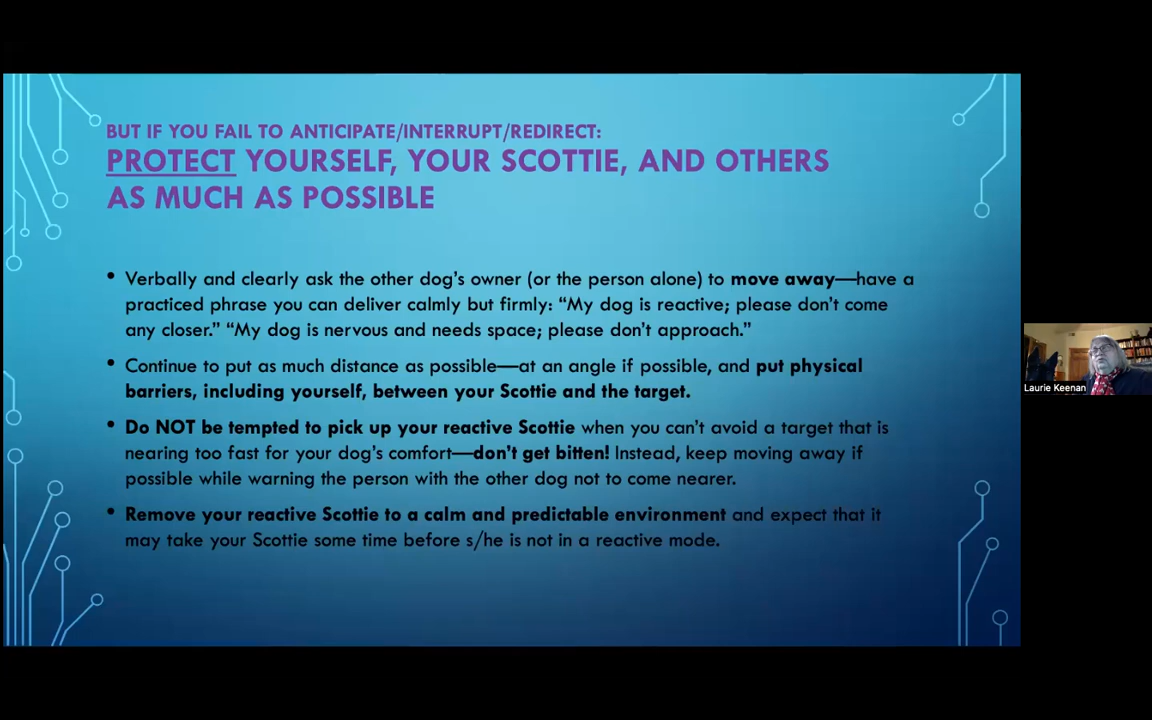 BUT IF YOU FAIL TO ANTICIPATE/INTERRUPT/REDIRECT:
PROTECT YOURSELF, YOUR SCOTTIE, AND OTHERS
AS MUCH AS POSSIBLE
• Verbally and clearly ask the other dog's owner (or the person alone) to move away—have a
practiced phrase you can deliver calmly but firmly: “My dog is reactive; please don't come
any closer.” “My dog is nervous and needs space; please don't approach.”
• Continue to put as much distance as possible—at an angle if possible, and put physical
barriers, including yourself, between your Scottie and the target.
• Do NOT be tempted to pick up your reactive Scottie when you can't avoid a target that is
nearing too fast for your dog's comfort—don't get bitten! Instead, keep moving away if
possible while warning the person with the other dog not to come nearer.
• Remove your reactive Scottie to a calm and predictable environment and expect that it
may take your Scottie some time before s/he is not in a reactive mode.
Laurie Keenan